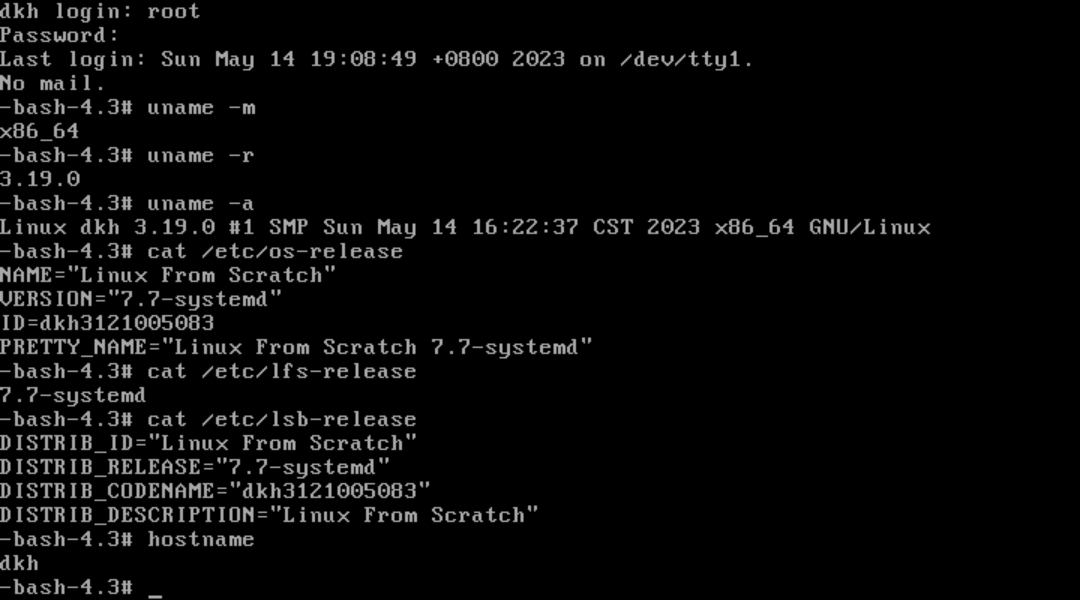 dkh login: root
Password:
Last login: Sun May 14 19:08:49 +0800 2023 on /dev/tty1.
No mail.
-bash-4.3# uname -m
x86_64
-bash-4.3# uname -r
3.19.0
-bash-4.3# uname -a
Linux dkh 3.19.0 #1 SMP Sun May 14 16:22:37 CST 2023 x86_64 GNU/Linux
-bash-4.3# cat /etc/os-release
NAME="Linux From Scratch"
VERSION="7.7-systemd"
ID=dkh3121005083
PRETTY_NAME="Linux From Scratch 7.7-systemd"
-bash-4.3# cat /etc/lfs-release
7.7-systemd
-bash-4.3# cat /etc/lsb-release
DISTRIB_ID="Linux From Scratch"
DISTRIB_RELEASE="7.7-systemd"
DISTRIB_CODENAME="dkh3121005083"
DISTRIB_DESCRIPTION="Linux From Scratch"
-bash-4.3# hostname
dkh
-bash-4.3# _